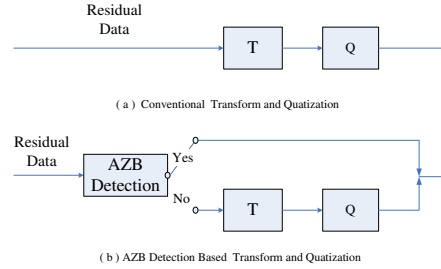 Residual
Data
T
Q
( a ) Conventional Transform and Quatization
Residual
Data
AZB
Detection
Yes
No
T
Q
( b ) AZB Detection Based Transform and Quatization